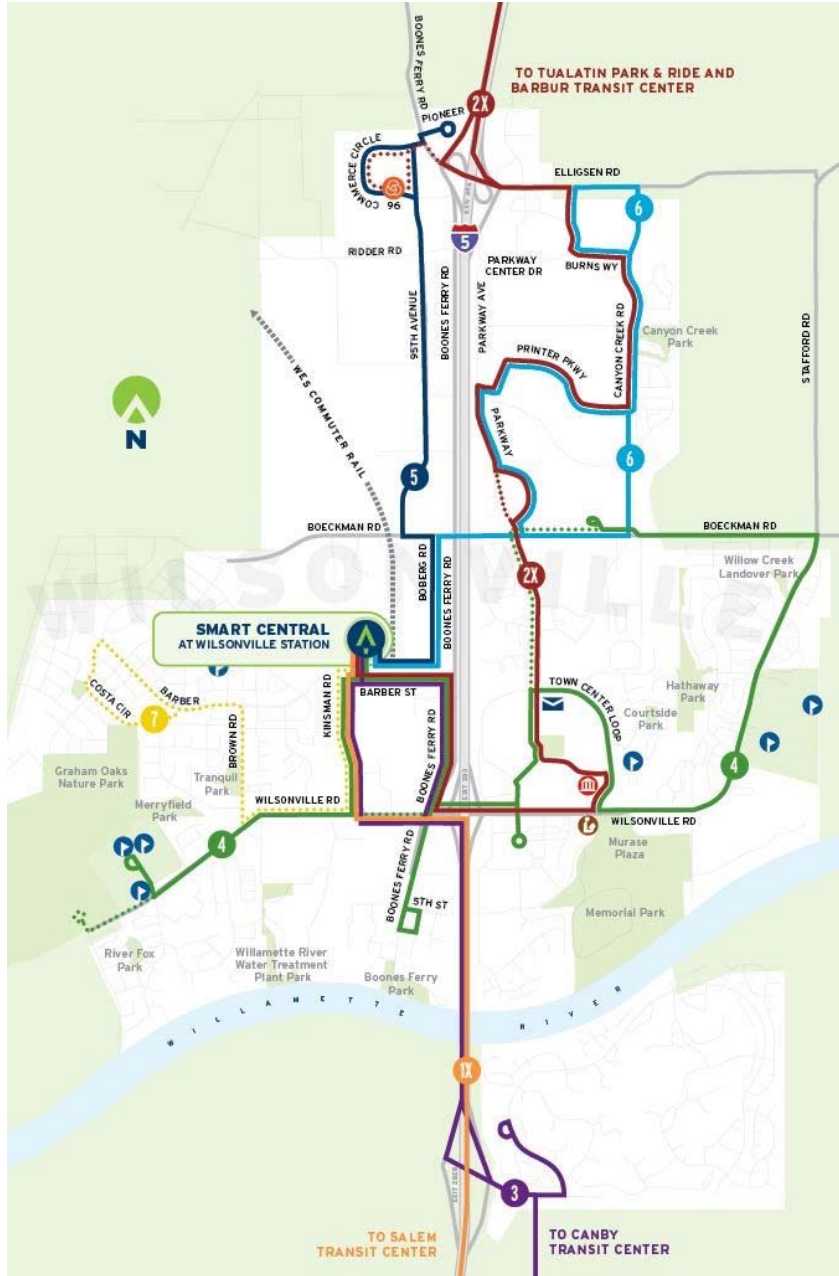 BOONES FERRY RD
TO TUALATIN PARK & RIDE AND
BARBUR TRANSIT CENTER
2X
PIONEER
COMMERCE CIRCLE
96
ELLIGSEN RD
6
5
RIDDER RD
PARKWAY
CENTER DR
BURNS WY
95TH AVENUE
BOONES FERRY RD
PARKWAY AVE
CANYON CREEK RD
Canyon Creek
Park
STAFFORD RD
PRINTER PKWY
WES COMMUTER RAIL
N
PARKWAY
6
5
BOECKMAN RD
BOECKMAN RD
WILSONVILLE
BOBERG RD
BOONES FERRY RD
2X
Willow Creek
Landover Park
SMART CENTRAL
AT WILSONVILLE STATION
BARBER ST
KINSMAN RD
BARBER
COSTA CIR
7
BROWN RD
TOWN CENTER LOOP
Hathaway
Park
Courtside
Park
BOONES FERRY RD
4
Graham Oaks
Nature Park
Tranquil
Park
Merryfield
Park
WILSONVILLE RD
WILSONVILLE RD
4
Murase
Plaza
BOONES FERRY RD
5TH ST
Memorial Park
River Fox
Park
Willamette River
Water Treatment
Plant Park
Boones Ferry
Park
WILLAMETTE RIVER
1X
3
TO SALEM
TRANSIT CENTER
TO CANBY
TRANSIT CENTER